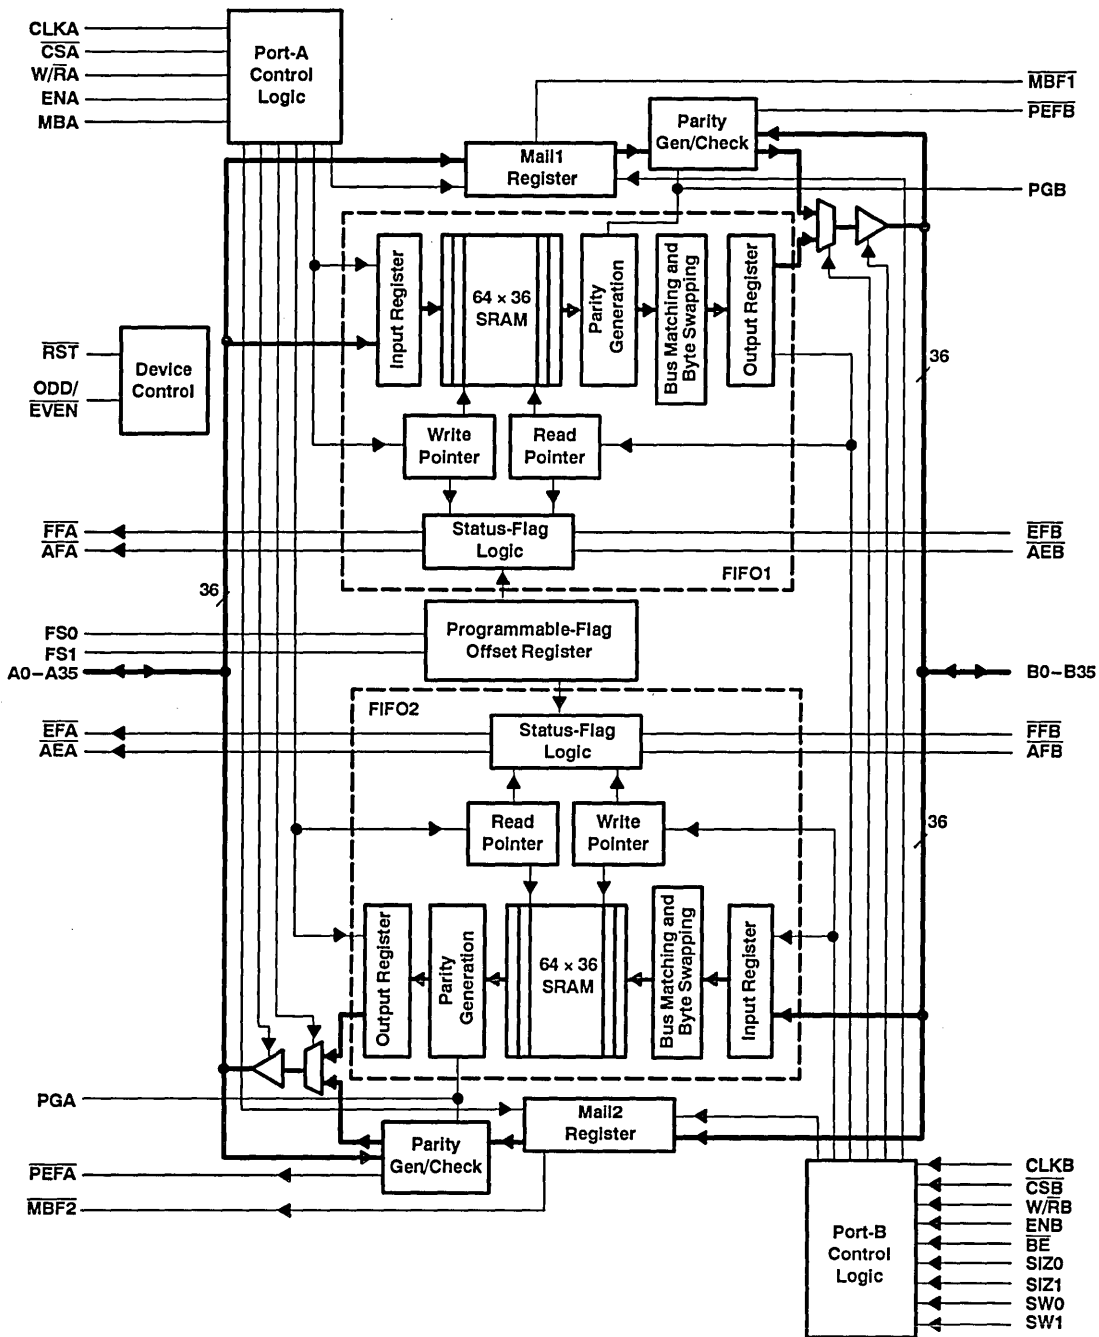 CLKA
CSA
W/RA
ENA
MBA
Port-A
Control
Logic
MBF1
PEFB
Parity
Gen/Check
Mail1
Register
PGB
Input Register
64 × 36
SRAM
Parity
Generation
Bus Matching and
Byte Swapping
Output Register
RST
ODD/
EVEN
Device
Control
36
Write
Pointer
Read
Pointer
FFA
AFA
Status-Flag
Logic
EFB
AEB
FIFO1
36
FS0
FS1
Programmable-Flag
Offset Register
A0–A35
B0–B35
FIFO2
EFA
AEA
Status-Flag
Logic
FFB
AFB
Read
Pointer
Write
Pointer
36
Output Register
Parity
Generation
64 × 36
SRAM
Bus Matching and
Byte Swapping
Input Register
PGA
Mail2
Register
Parity
Gen/Check
PEFA
MBF2
Port-B
Control
Logic
CLKB
CSB
W/RB
ENB
BE
SIZ0
SIZ1
SW0
SW1